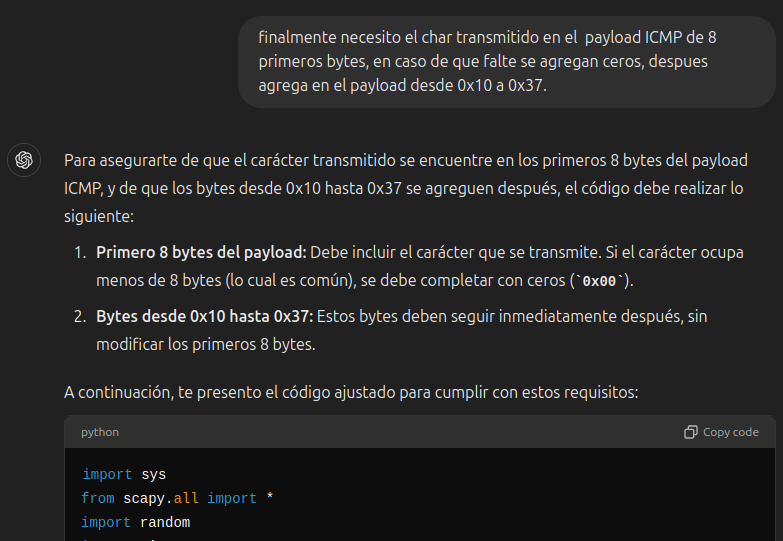 finalmente necesito el char transmitido en el  payload ICMP de 8
primeros bytes, en caso de que falte se agregan ceros, despues
agrega en el payload desde 0x10 a 0x37.
Para asegurarte de que el carácter transmitido se encuentre en los primeros 8 bytes del payload
ICMP, y de que los bytes desde 0x10 hasta 0x37 se agreguen después, el código debe realizar lo
siguiente:
1. Primero 8 bytes del payload: Debe incluir el carácter que se transmite. Si el carácter ocupa
menos de 8 bytes (lo cual es común), se debe completar con ceros (`0x00`).
2. Bytes desde 0x10 hasta 0x37: Estos bytes deben seguir inmediatamente después, sin
modificar los primeros 8 bytes.
A continuación, te presento el código ajustado para cumplir con estos requisitos:
python
Copy code
import sys
from scapy.all import *
import random